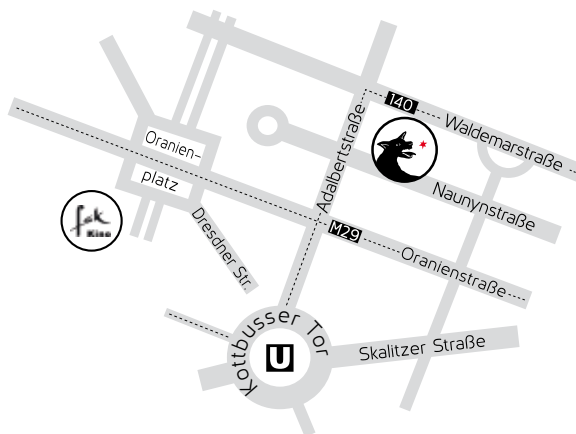 140
Waldemarstraße
Adalbertstraße
Oranien-
platz
Naunynstraße
fsk
Kino
Dresdner Str.
M29
Oranienstraße
Kottbusser Tor
U
Skalitzer Straße